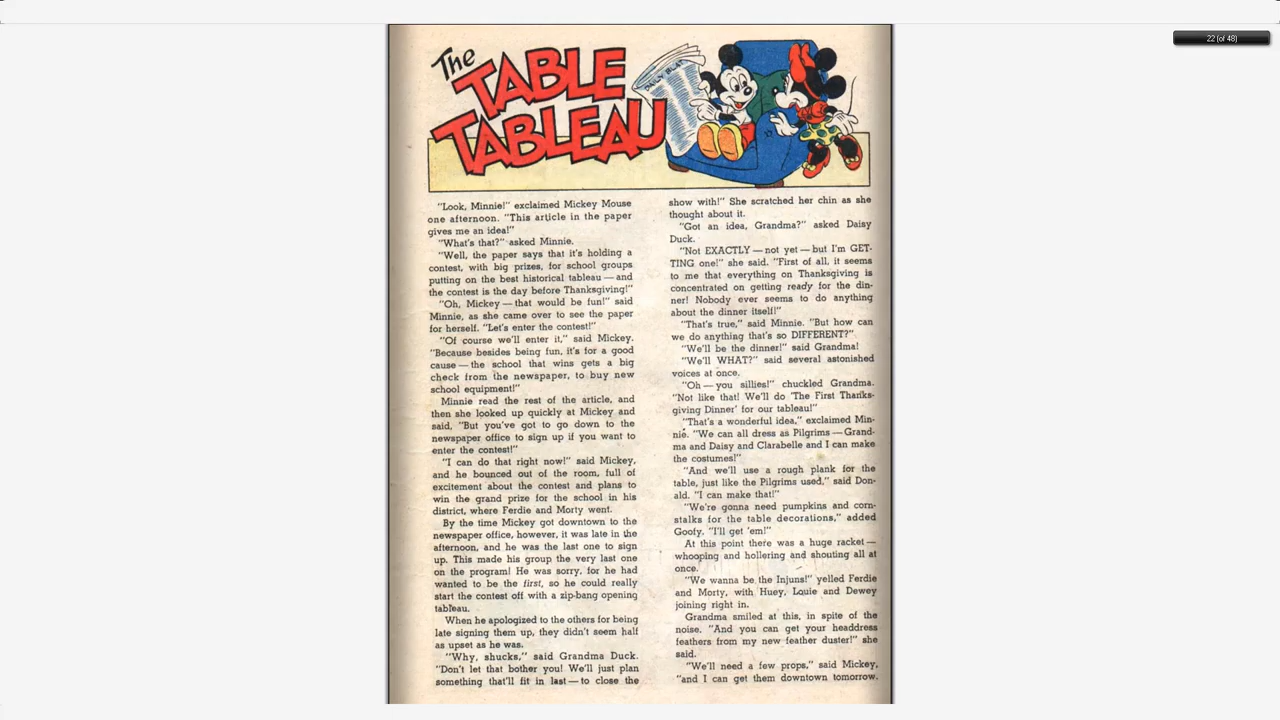 22 (of 48)
The
TABLE
TABLEAU
DAILY BLAT
"Look, Minnie!" exclaimed Mickey Mouse
one afternoon. "This article in the paper
gives me an idea!"
"What's that?" asked Minnie.
"Well, the paper says that it's holding a
contest, with big prizes, for school groups
putting on the best historical tableau — and
the contest is the day before Thanksgiving!"
"Oh, Mickey — that would be fun!" said
Minnie, as she came over to see the paper
for herself. "Let's enter the contest!"
"Of course we'll enter it," said Mickey.
"Because besides being fun, it's for a good
cause — the school that wins gets a big
check from the newspaper, to buy new
school equipment!"
Minnie read the rest of the article, and
then she looked up quickly at Mickey and
said, "But you've got to go down to the
newspaper office to sign up if you want to
enter the contest!"
"I can do that right now!" said Mickey,
and he bounced out of the room, full of
excitement about the contest and plans to
win the grand prize for the school in his
district, where Ferdie and Morty went.
By the time Mickey got downtown to the
newspaper office, however, it was late in the
afternoon, and he was the last one to sign
up. This made his group the very last one
on the program! He was sorry, for he had
wanted to be the first, so he could really
start the contest off with a zip-bang opening
tableau.
When he apologized to the others for being
late signing them up, they didn't seem half
as upset as he was.
"Why, shucks," said Grandma Duck.
"Don't let that bother you! We'll just plan
something that'll fit in last — to close the
show with!" She scratched her chin as she
thought about it.
"Got an idea, Grandma?" asked Daisy
Duck.
"Not EXACTLY — not yet — but I'm GET-
TING one!" she said. "First of all, it seems
to me that everything on Thanksgiving is
concentrated on getting ready for the din-
ner! Nobody ever seems to do anything
about the dinner itself!"
"That's true," said Minnie. "But how can
we do anything that's so DIFFERENT?"
"We'll be the dinner!" said Grandma!
"We'll WHAT?" said several astonished
voices at once.
"Oh — you sillies!" chuckled Grandma.
"Not like that! We'll do 'The First Thanks-
giving Dinner' for our tableau!"
"That's a wonderful idea," exclaimed Min-
nie. "We can all dress as Pilgrims — Grand-
ma and Daisy and Clarabelle and I can make
the costumes!"
"And we'll use a rough plank for the
table, just like the Pilgrims used," said Don-
ald. "I can make that!"
"We're gonna need pumpkins and corn-
stalks for the table decorations," added
Goofy. "I'll get 'em!"
At this point there was a huge racket —
whooping and hollering and shouting all at
once.
"We wanna be the Injuns!" yelled Ferdie
and Morty, with Huey, Louie and Dewey
joining right in.
Grandma smiled at this, in spite of the
noise. "And you can get your headdress
feathers from my new feather duster!" she
said.
"We'll need a few props," said Mickey,
"and I can get them downtown tomorrow.